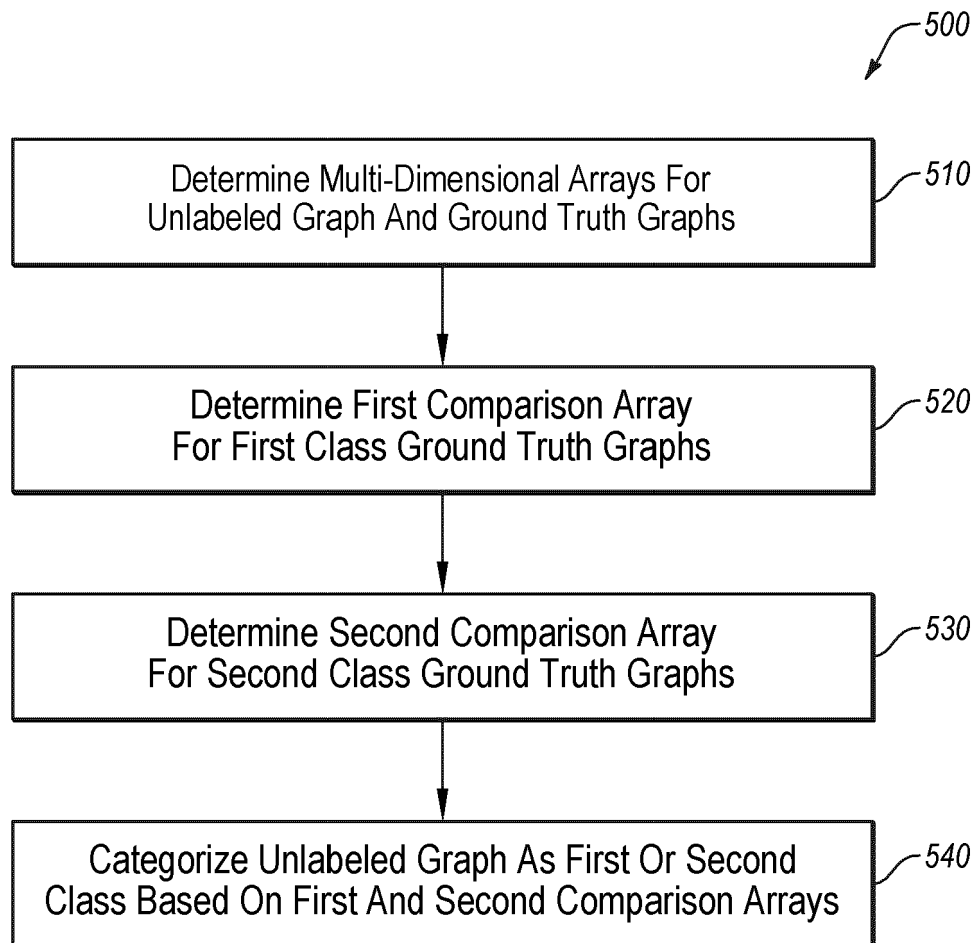 500
Determine Multi-Dimensional Arrays For
Unlabeled Graph And Ground Truth Graphs
510
Determine First Comparison Array
For First Class Ground Truth Graphs
520
Determine Second Comparison Array
For Second Class Ground Truth Graphs
530
Categorize Unlabeled Graph As First Or Second
Class Based On First And Second Comparison Arrays
540